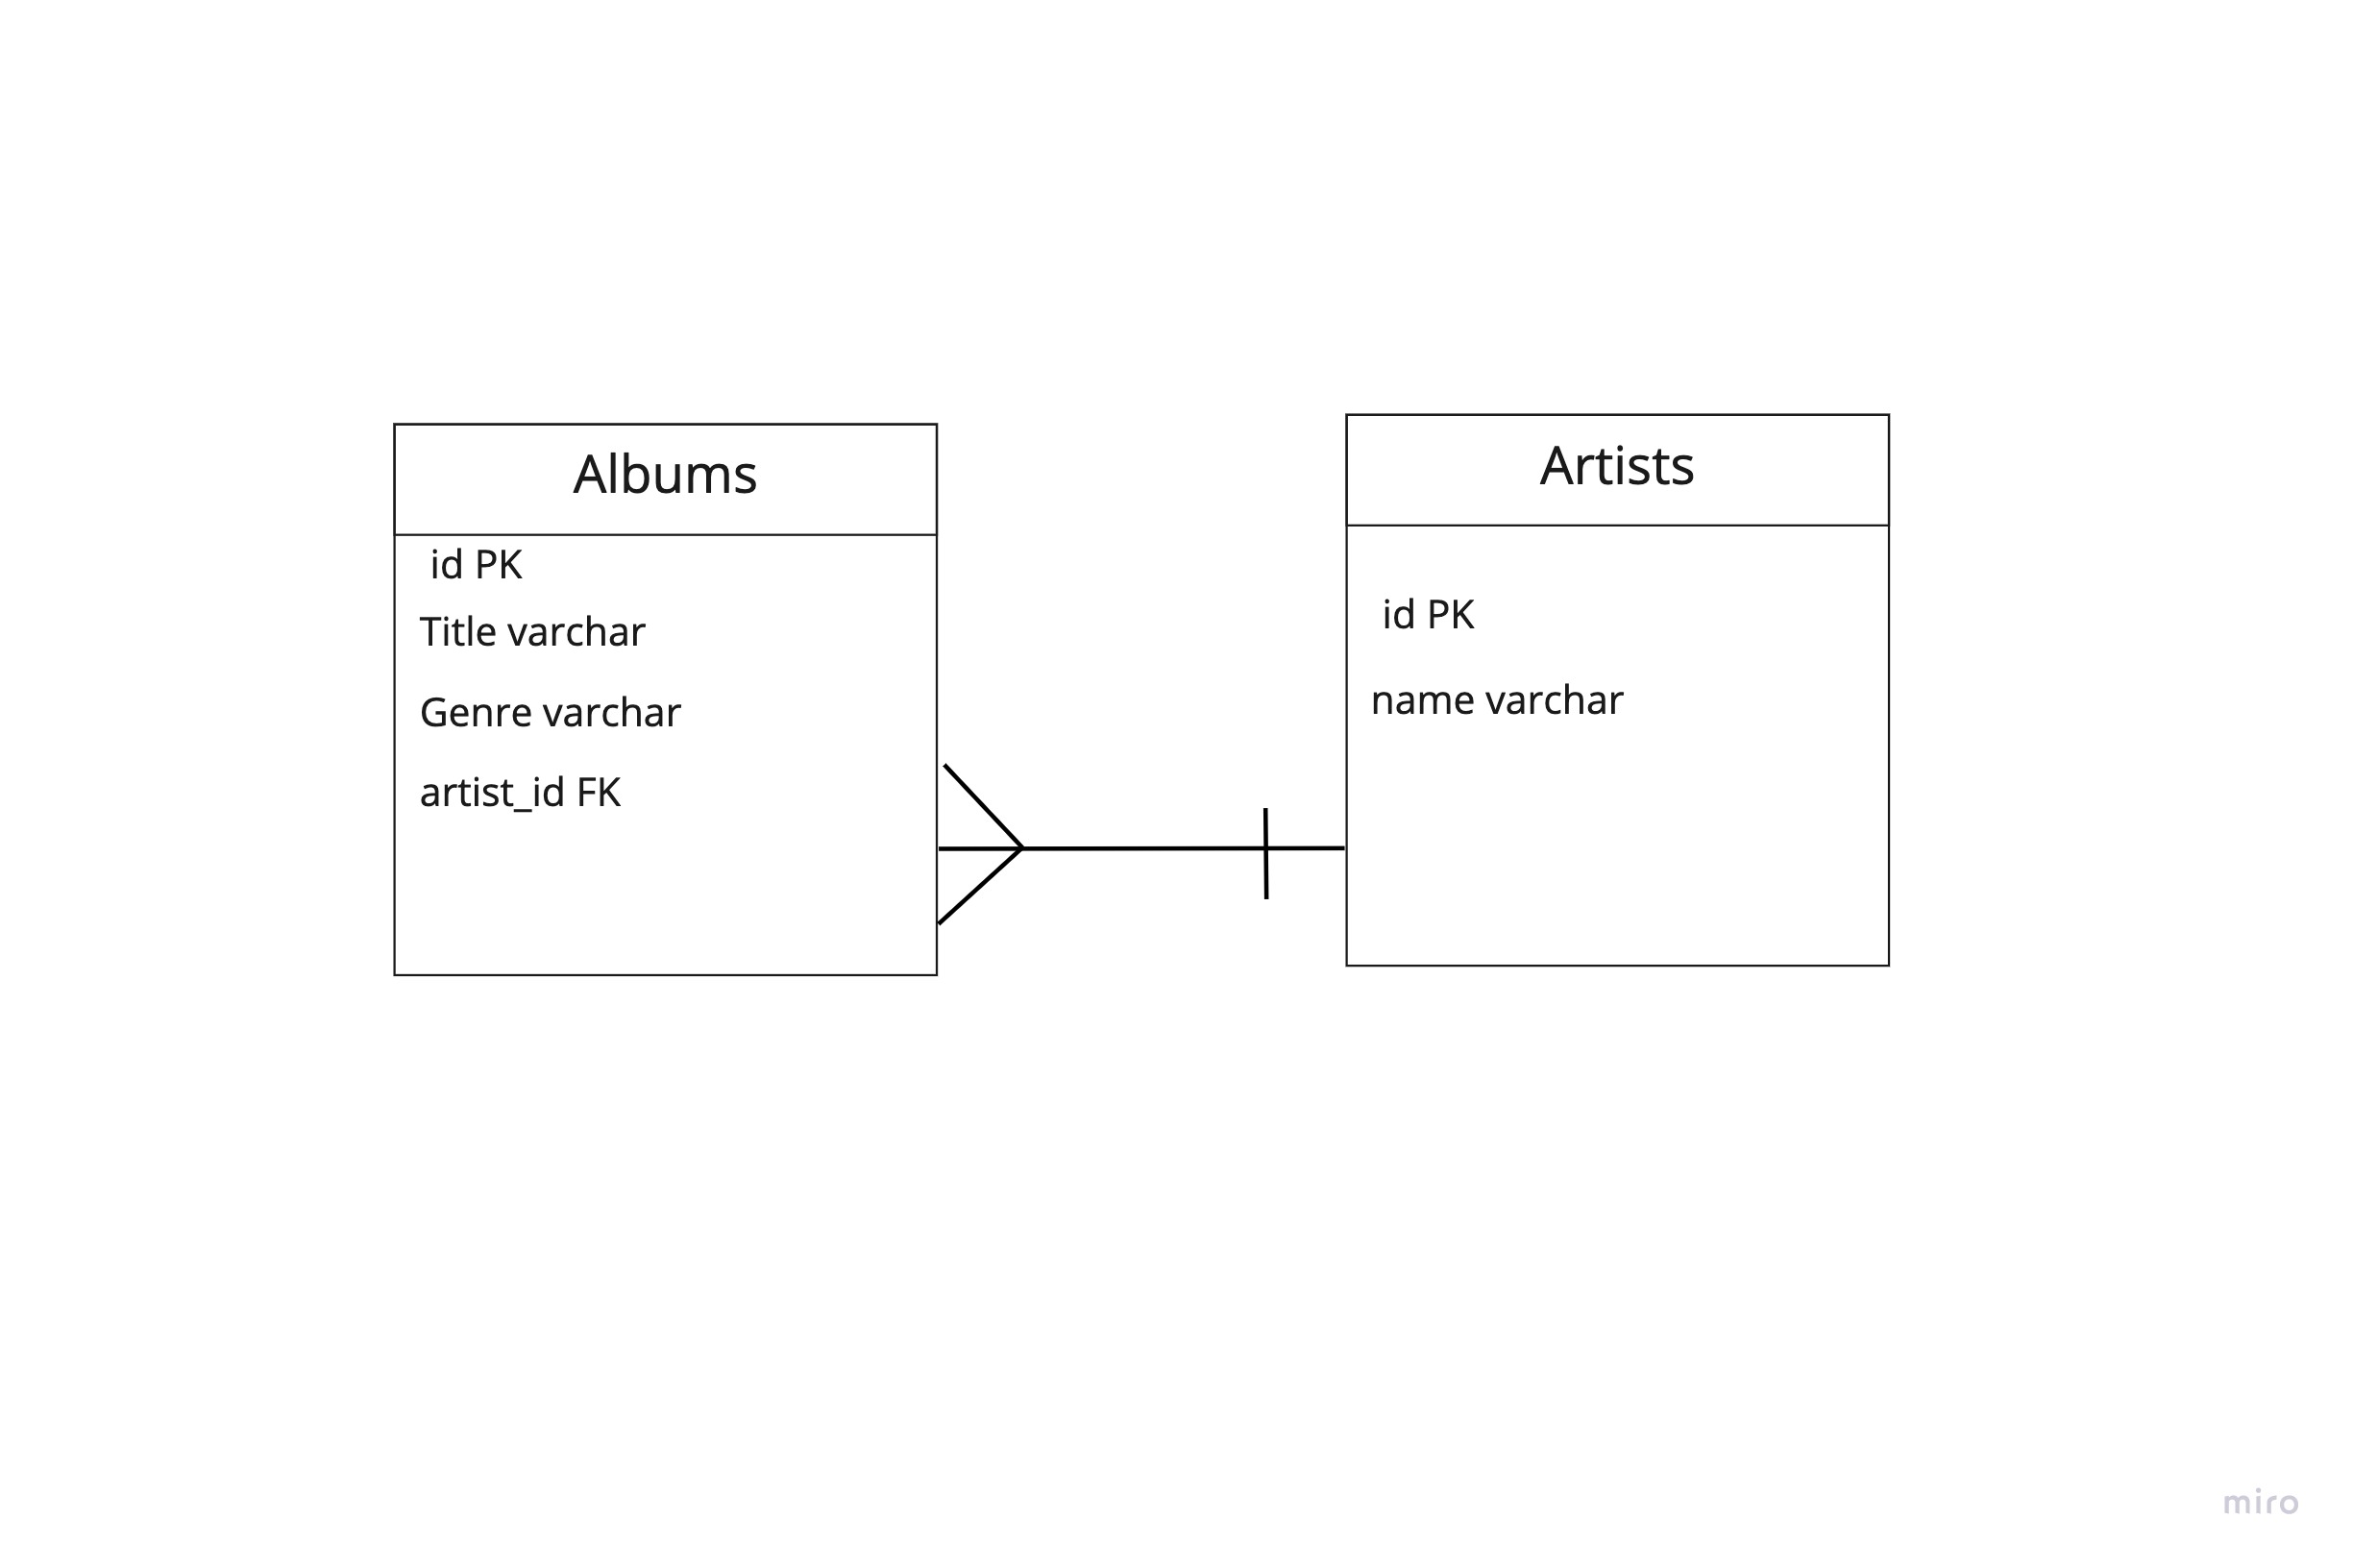 Albums
id PK
Title varchar
Genre varchar
artist_id FK
Artists
id PK
name varchar
miro